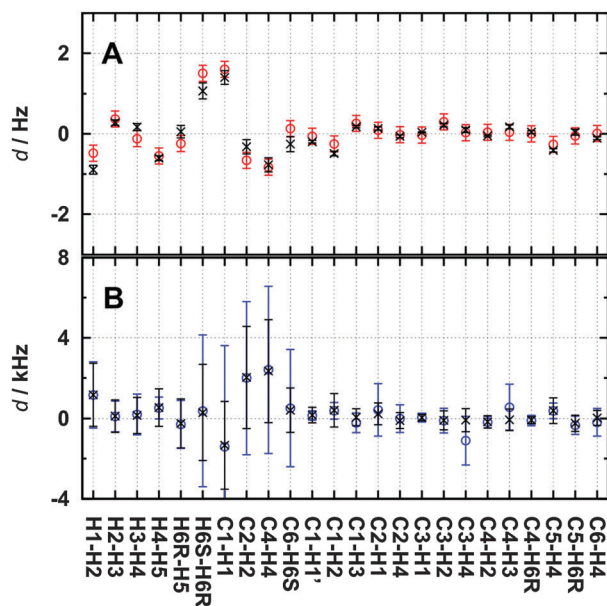 A
d / Hz
2
0
-2
8
B
d / kHz
4
0
-4
H1-H2
H2-H3
H3-H4
H4-H5
H6R-H5
H6S-H6R
C1-H1
C2-H2
C4-H4
C6-H6S
C1-H1'
C1-H2
C1-H3
C2-H1
C2-H4
C3-H1
C3-H2
C3-H4
C4-H2
C4-H3
C4-H6R
C5-H4
C5-H6R
C6-H4